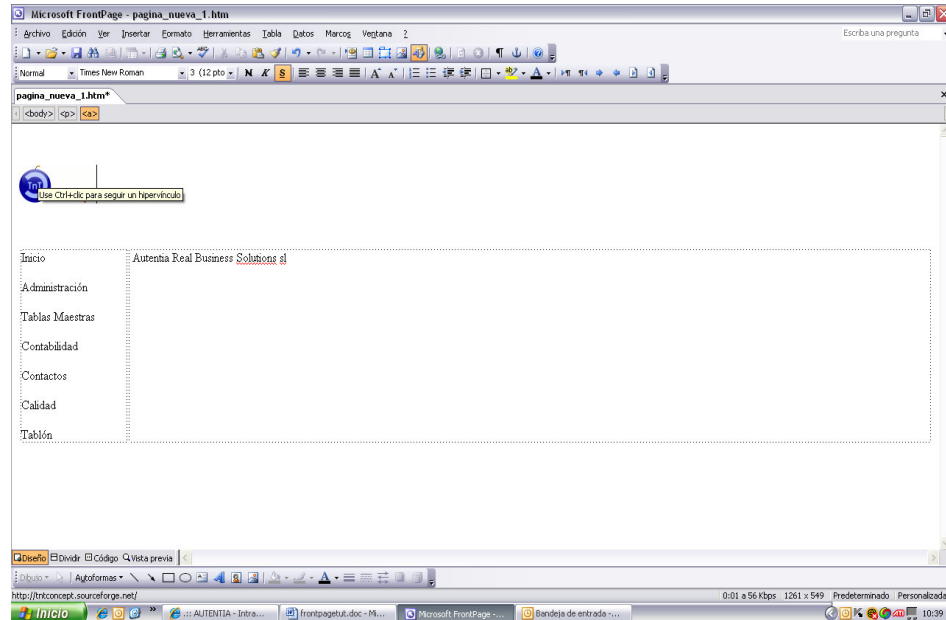 Microsoft FrontPage - pagina_nueva_1.htm
Archivo Edición Ver Insertar Formato Herramientas Tabla Datos Marcos Ventana ? Escriba una pregunta
Normal Times New Roman 3 (12 pto N K S
pagina_nueva_1.htm*
<body> <p> <a>
TnT
Use Ctrl+clic para seguir un hipervínculo
Inicio Autentia Real Business Solutions sl
Administración
Tablas Maestras
Contabilidad
Contactos
Calidad
Tablón
Diseño Dividir Código Vista previa
Dibujo Autoformas
http://tntconcept.sourceforge.net/ 0:01 a 56 Kbps 1261 x 549 Predeterminado Personalizada
Inicio .:: AUTENTIA - Intra... frontpagetut.doc - Mi... Microsoft FrontPage -... Bandeja de entrada -... 10:39